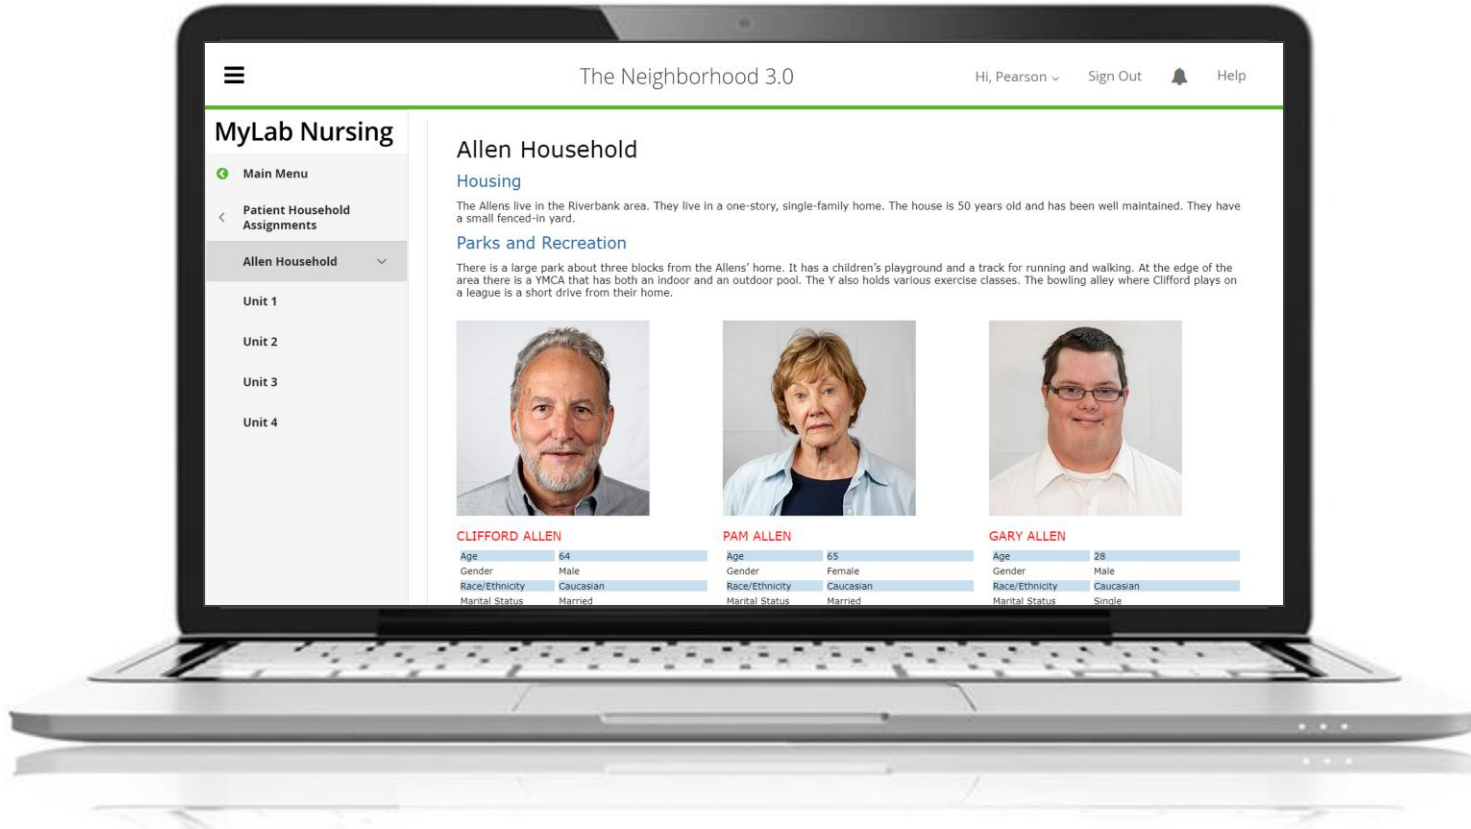 The Neighborhood 3.0
Hi, Pearson
Sign Out
Help
MyLab Nursing
Main Menu
Patient Household
Assignments
Allen Household
Unit 1
Unit 2
Unit 3
Unit 4
Allen Household
Housing
The Allens live in the Riverbank area. They live in a one-story, single-family home. The house is 50 years old and has been well maintained. They have
a small fenced-in yard.
Parks and Recreation
There is a large park about three blocks from the Allens' home. It has a children's playground and a track for running and walking. At the edge of the
area there is a YMCA that has both an indoor and an outdoor pool. The Y also holds various exercise classes. The bowling alley where Clifford plays on
a league is a short drive from their home.
CLIFFORD ALLEN
Age 64
Gender Male
Race/Ethnicity Caucasian
Marital Status Married
PAM ALLEN
Age 65
Gender Female
Race/Ethnicity Caucasian
Marital Status Married
GARY ALLEN
Age 28
Gender Male
Race/Ethnicity Caucasian
Marital Status Single